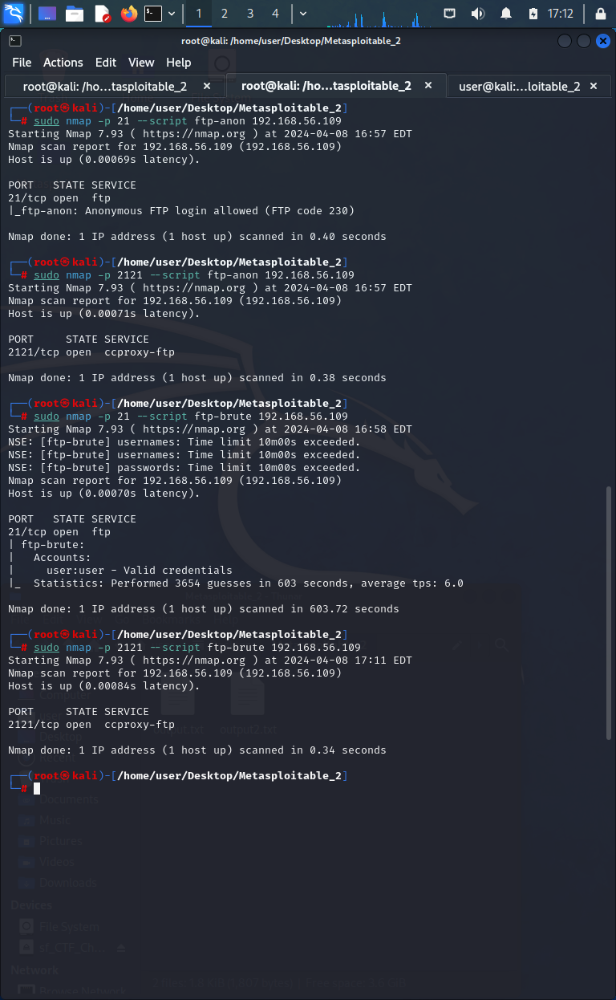 1 2 3 4 17:12
root@kali: /home/user/Desktop/Metasploitable_2
File Actions Edit View Help
root@kali: /ho...tasploitable_2 × root@kali: /ho...tasploitable_2 × user@kali:...loitable_2 ×
┌──(root㉿kali)-[/home/user/Desktop/Metasploitable_2]
└─# sudo nmap -p 21 --script ftp-anon 192.168.56.109
Starting Nmap 7.93 ( https://nmap.org ) at 2024-04-08 16:57 EDT
Nmap scan report for 192.168.56.109 (192.168.56.109)
Host is up (0.00069s latency).
PORT   STATE SERVICE
21/tcp open  ftp
|_ftp-anon: Anonymous FTP login allowed (FTP code 230)
Nmap done: 1 IP address (1 host up) scanned in 0.40 seconds
┌──(root㉿kali)-[/home/user/Desktop/Metasploitable_2]
└─# sudo nmap -p 2121 --script ftp-anon 192.168.56.109
Starting Nmap 7.93 ( https://nmap.org ) at 2024-04-08 16:57 EDT
Nmap scan report for 192.168.56.109 (192.168.56.109)
Host is up (0.00071s latency).
PORT     STATE SERVICE
2121/tcp open  ccproxy-ftp
Nmap done: 1 IP address (1 host up) scanned in 0.38 seconds
┌──(root㉿kali)-[/home/user/Desktop/Metasploitable_2]
└─# sudo nmap -p 21 --script ftp-brute 192.168.56.109
Starting Nmap 7.93 ( https://nmap.org ) at 2024-04-08 16:58 EDT
NSE: [ftp-brute] usernames: Time limit 10m00s exceeded.
NSE: [ftp-brute] usernames: Time limit 10m00s exceeded.
NSE: [ftp-brute] passwords: Time limit 10m00s exceeded.
Nmap scan report for 192.168.56.109 (192.168.56.109)
Host is up (0.00070s latency).
PORT   STATE SERVICE
21/tcp open  ftp
| ftp-brute:
|   Accounts:
|     user:user - Valid credentials
|_  Statistics: Performed 3654 guesses in 603 seconds, average tps: 6.0
Nmap done: 1 IP address (1 host up) scanned in 603.72 seconds
┌──(root㉿kali)-[/home/user/Desktop/Metasploitable_2]
└─# sudo nmap -p 2121 --script ftp-brute 192.168.56.109
Starting Nmap 7.93 ( https://nmap.org ) at 2024-04-08 17:11 EDT
Nmap scan report for 192.168.56.109 (192.168.56.109)
Host is up (0.00084s latency).
PORT     STATE SERVICE
2121/tcp open  ccproxy-ftp
output.txt output2.txt
Desktop
Nmap done: 1 IP address (1 host up) scanned in 0.34 seconds
Recent
┌──(root㉿kali)-[/home/user/Desktop/Metasploitable_2]
└─#
Documents
Music
Pictures
Videos
Downloads
Devices
File System
sf_CTF_Ch...
Network
Browse Network